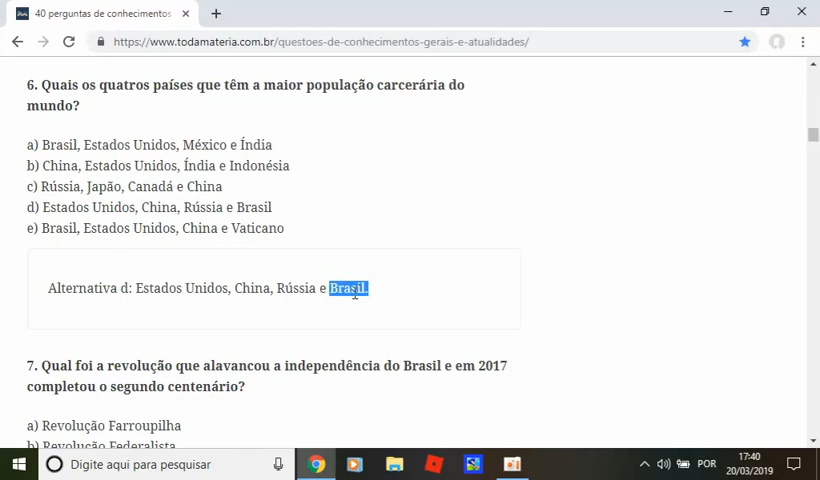 40 perguntas de conhecimentos
https://www.todamateria.com.br/questoes-de-conhecimentos-gerais-e-atualidades/
6. Quais os quatros países que têm a maior população carcerária do
mundo?
a) Brasil, Estados Unidos, México e Índia
b) China, Estados Unidos, Índia e Indonésia
c) Rússia, Japão, Canadá e China
d) Estados Unidos, China, Rússia e Brasil
e) Brasil, Estados Unidos, China e Vaticano
Alternativa d: Estados Unidos, China, Rússia e Brasil.
7. Qual foi a revolução que alavancou a independência do Brasil e em 2017
completou o segundo centenário?
a) Revolução Farroupilha
b) Revolução Federalista
Digite aqui para pesquisar
POR
17:40
20/03/2019